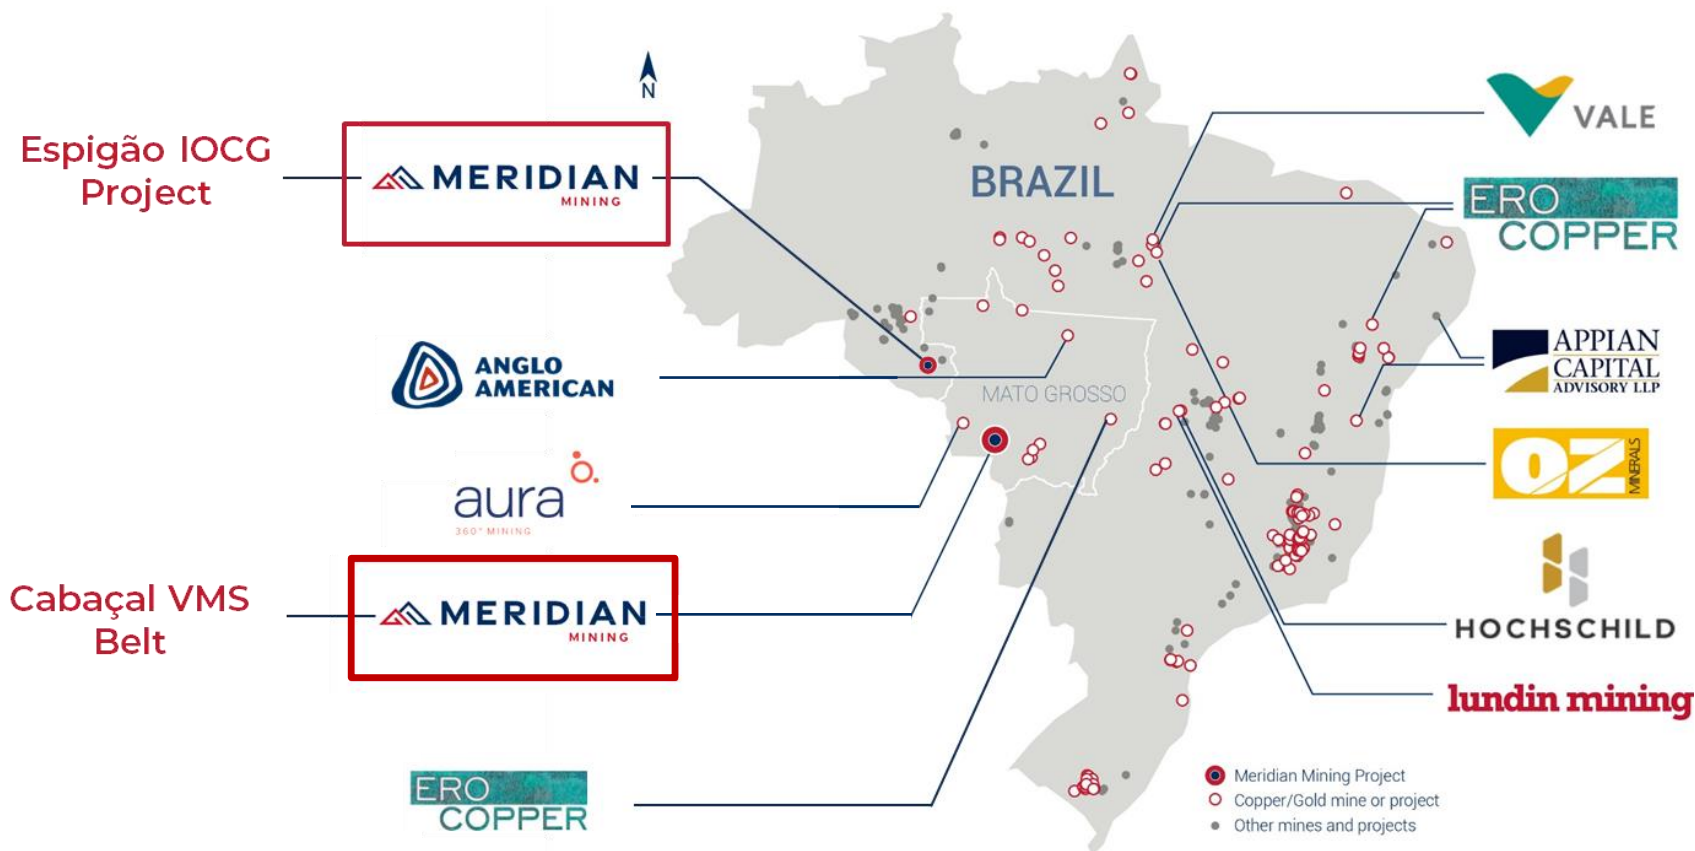 N
Espigão IOCG
Project
MERIDIAN
MINING
BRAZIL
VALE
ERO
COPPER
ANGLO
AMERICAN
MATO GROSSO
APPIAN
CAPITAL
ADVISORY LLP
aura
360° MINING
OZ
MINERALS
Cabaçal VMS
Belt
MERIDIAN
MINING
HOCHSCHILD
lundin mining
ERO
COPPER
Meridian Mining Project
Copper/Gold mine or project
Other mines and projects